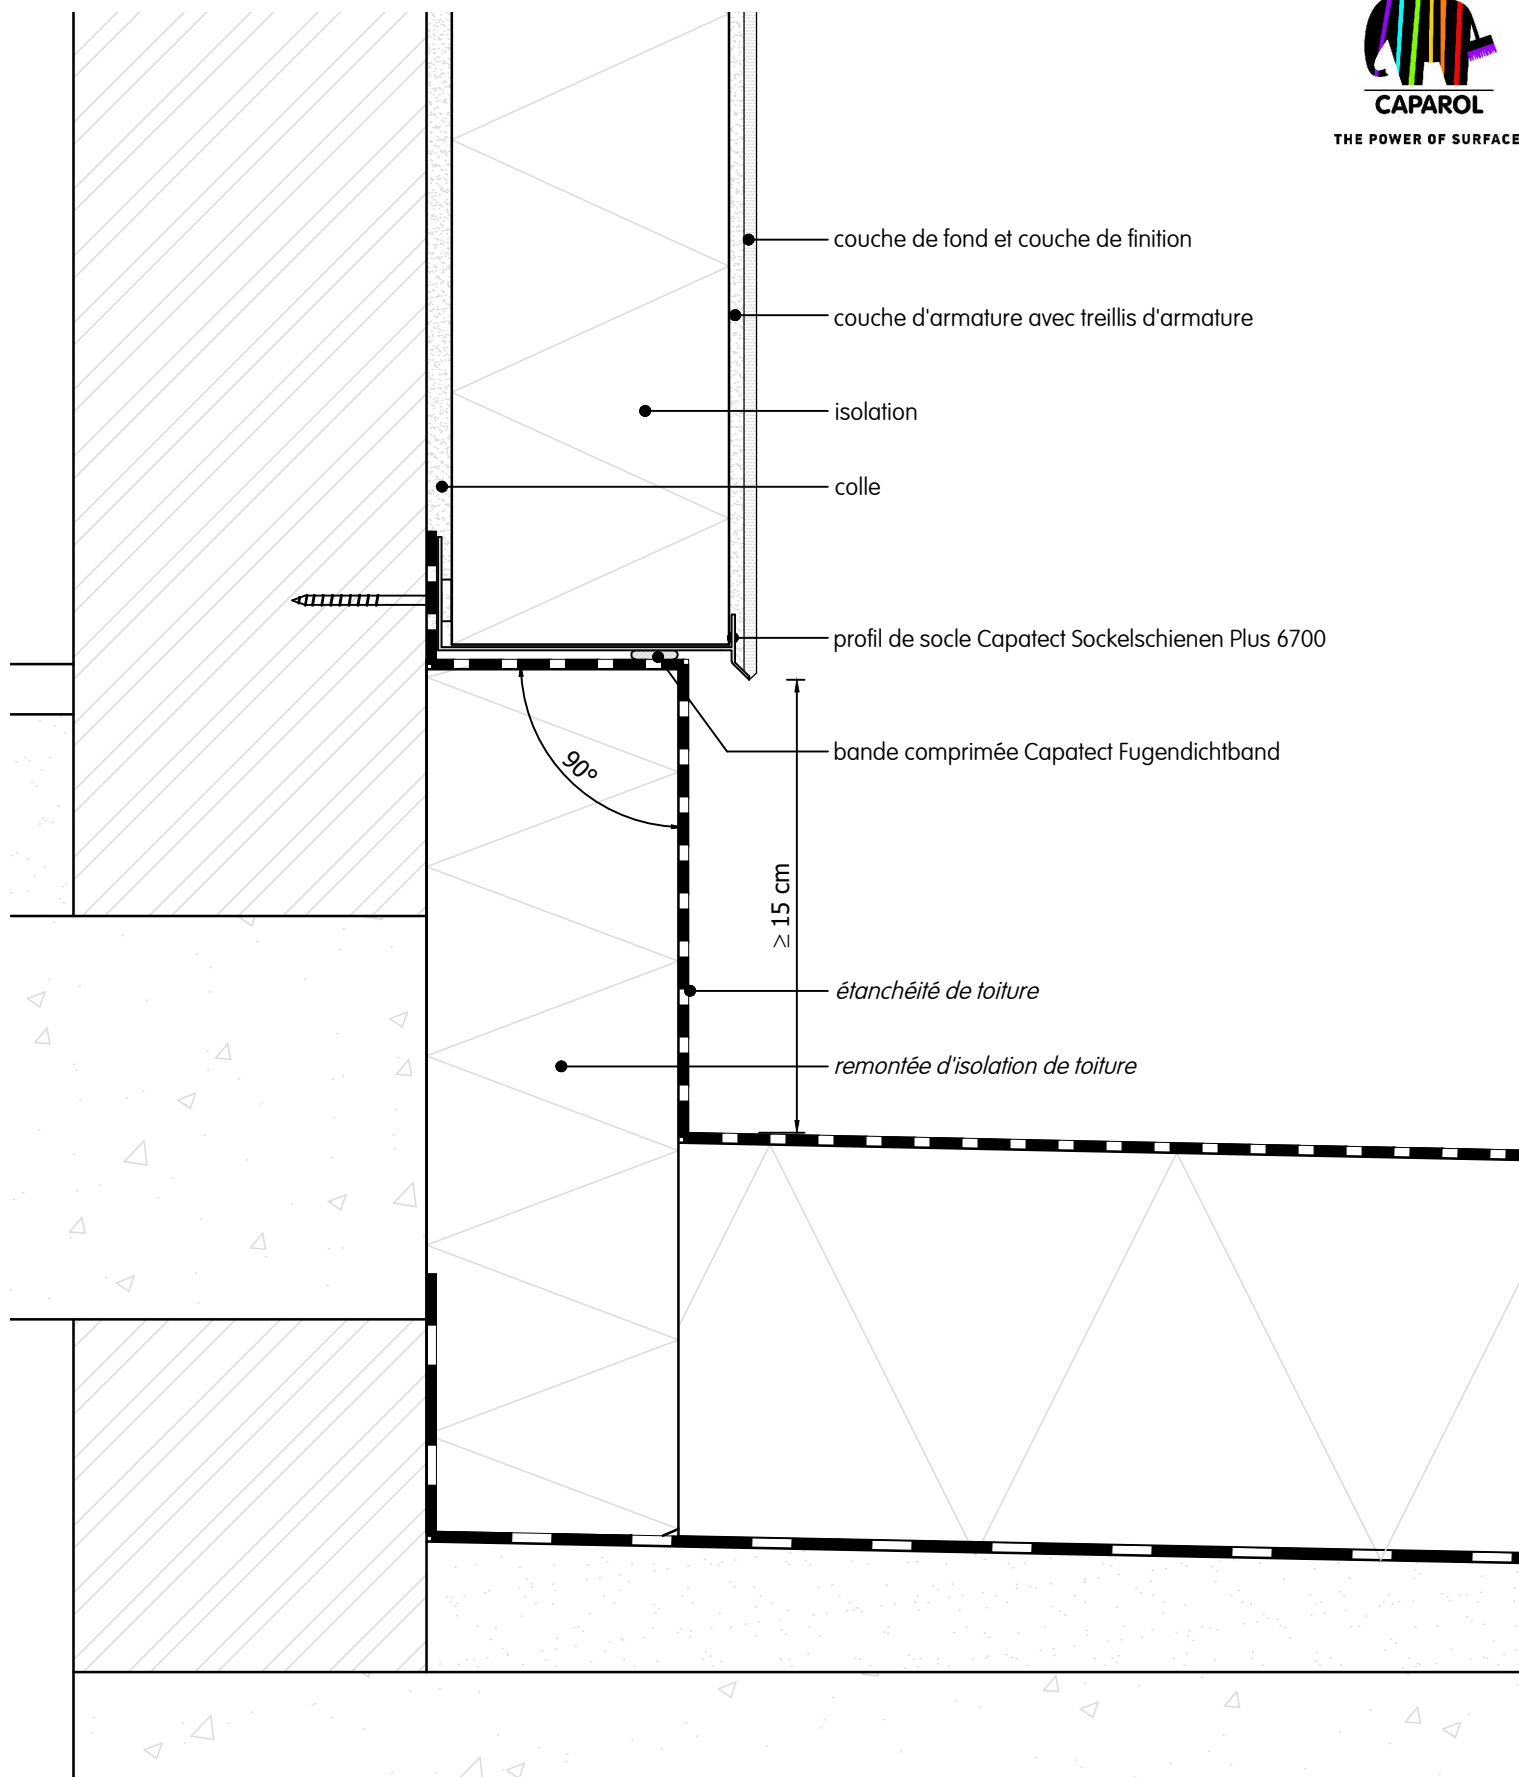 CAPAROL
THE POWER OF SURFACE
couche de fond et couche de finition
couche d'armature avec treillis d'armature
isolation
colle
profil de socle Capatect Sockelschienen Plus 6700
bande comprimée Capatect Fugendichtband
90°
≥ 15 cm
étanchéité de toiture
remontée d'isolation de toiture